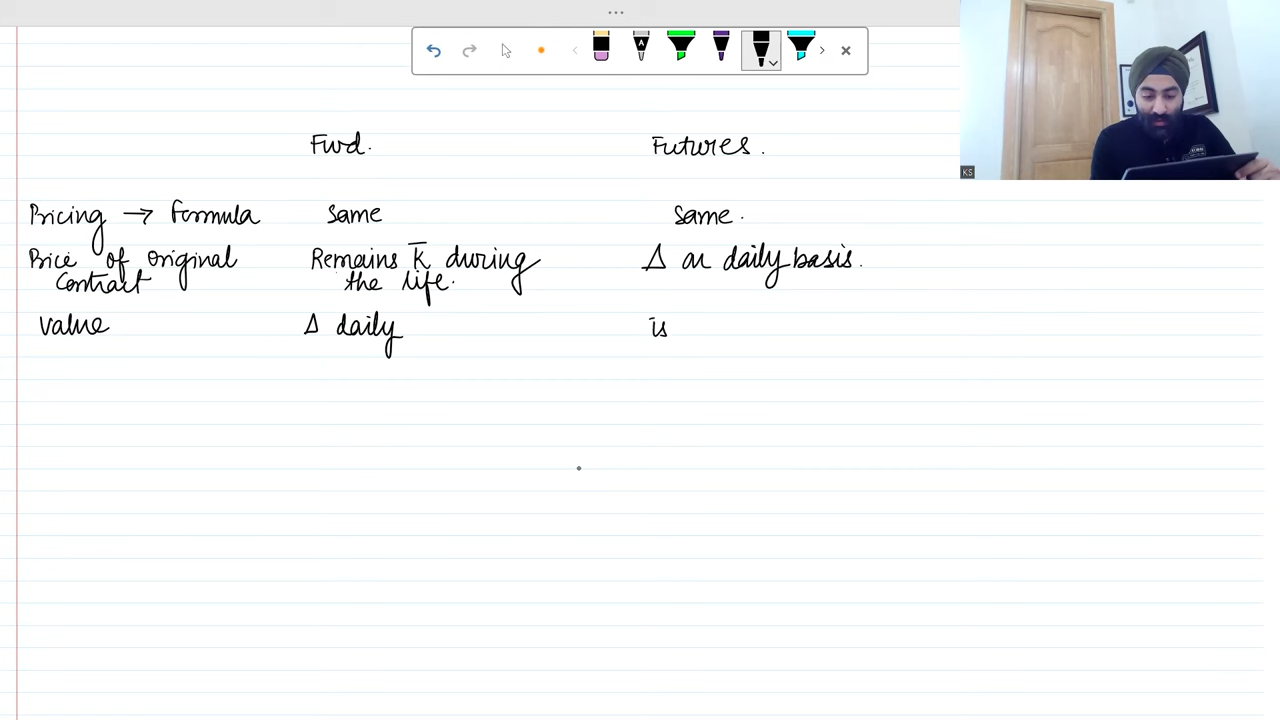 Fwd. Futures.
Pricing → Formula Same Same.
Price of Original Remains K̅ during Δ on daily basis.
Contract the life.
Value Δ daily is
KS